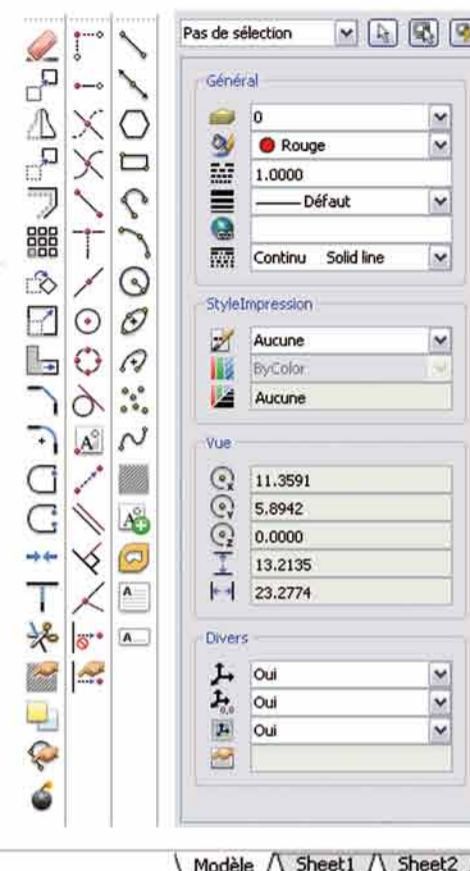 Pas de sélection
Général
0
Rouge
1.0000
Défaut
Continu Solid line
StyleImpression
Aucune
ByColor
Aucune
Vue
11.3591
5.8942
0.0000
13.2135
23.2774
Divers
Oui
Oui
Oui
A
A
A
A
Modèle
Sheet1
Sheet2